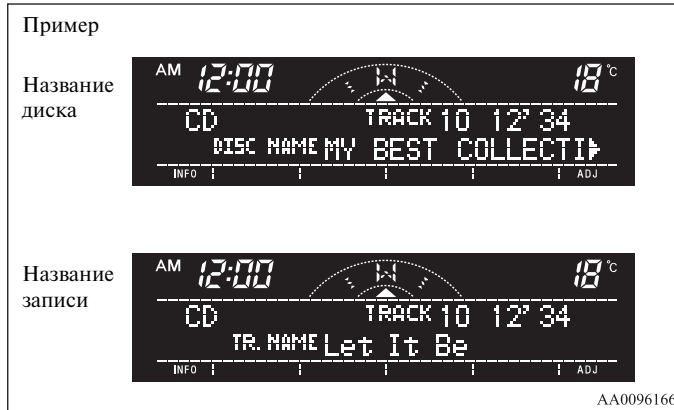 Пример
Название
диска
AM 12:00 18 °C
CD TRACK 10 12' 34
DISC NAME MY BEST COLLECTI
INFO ADJ
Название
записи
AM 12:00 18 °C
CD TRACK 10 12' 34
TR. NAME Let It Be
INFO ADJ
AA0096166